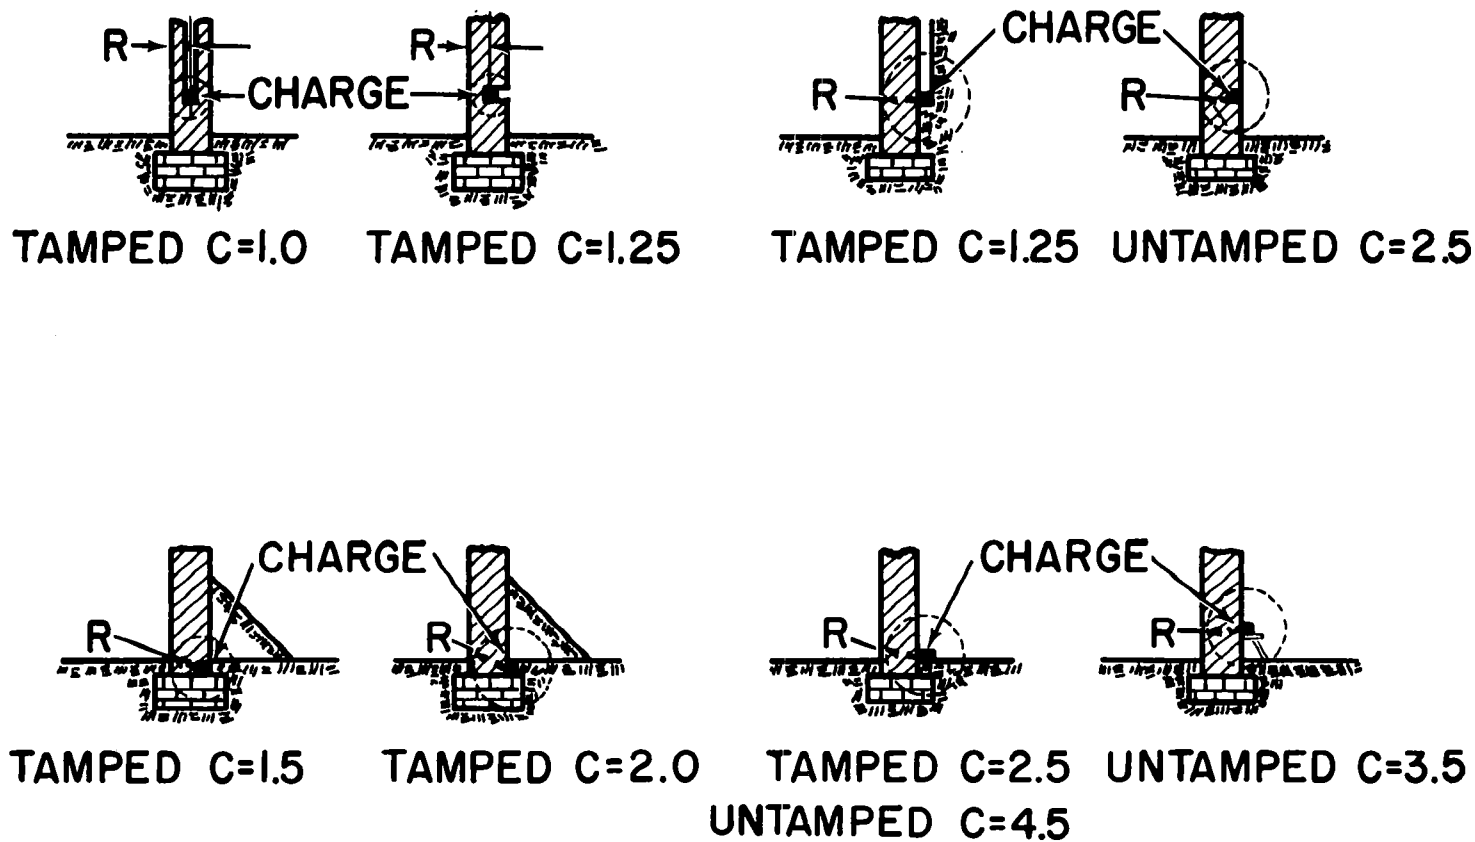 R CHARGE R
CHARGE
R R
TAMPED C=1.0 TAMPED C=1.25 TAMPED C=1.25 UNTAMPED C=2.5
CHARGE CHARGE
R R R R
TAMPED C=1.5 TAMPED C=2.0 TAMPED C=2.5 UNTAMPED C=3.5
UNTAMPED C=4.5